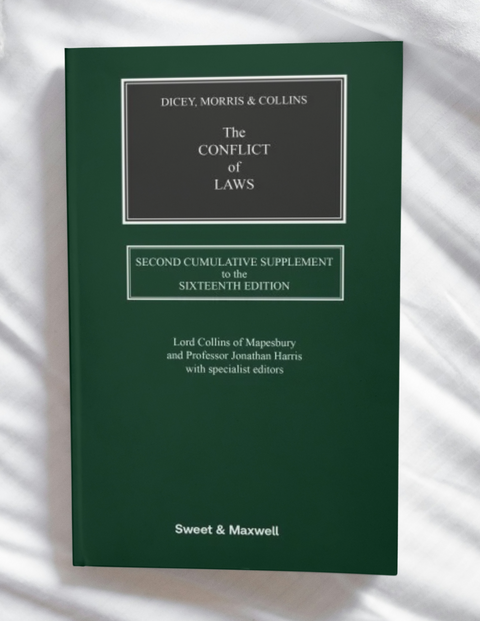 DICEY, MORRIS & COLLINS
The
CONFLICT
of
LAWS
SECOND CUMULATIVE SUPPLEMENT
to the
SIXTEENTH EDITION
Lord Collins of Mapesbury
and Professor Jonathan Harris
with specialist editors
Sweet & Maxwell